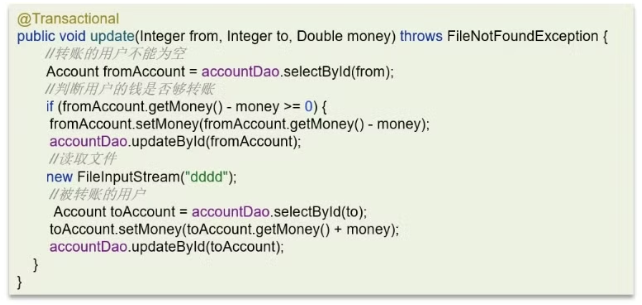 @Transactional
public void update(Integer from, Integer to, Double money) throws FileNotFoundException {
//转账的用户不能为空
Account fromAccount = accountDao.selectById(from);
//判断用户的钱是否够转账
if (fromAccount.getMoney() - money >= 0) {
fromAccount.setMoney(fromAccount.getMoney() - money);
accountDao.updateById(fromAccount);
//读取文件
new FileInputStream("dddd");
//被转账的用户
Account toAccount = accountDao.selectById(to);
toAccount.setMoney(toAccount.getMoney() + money);
accountDao.updateById(toAccount);
}
}